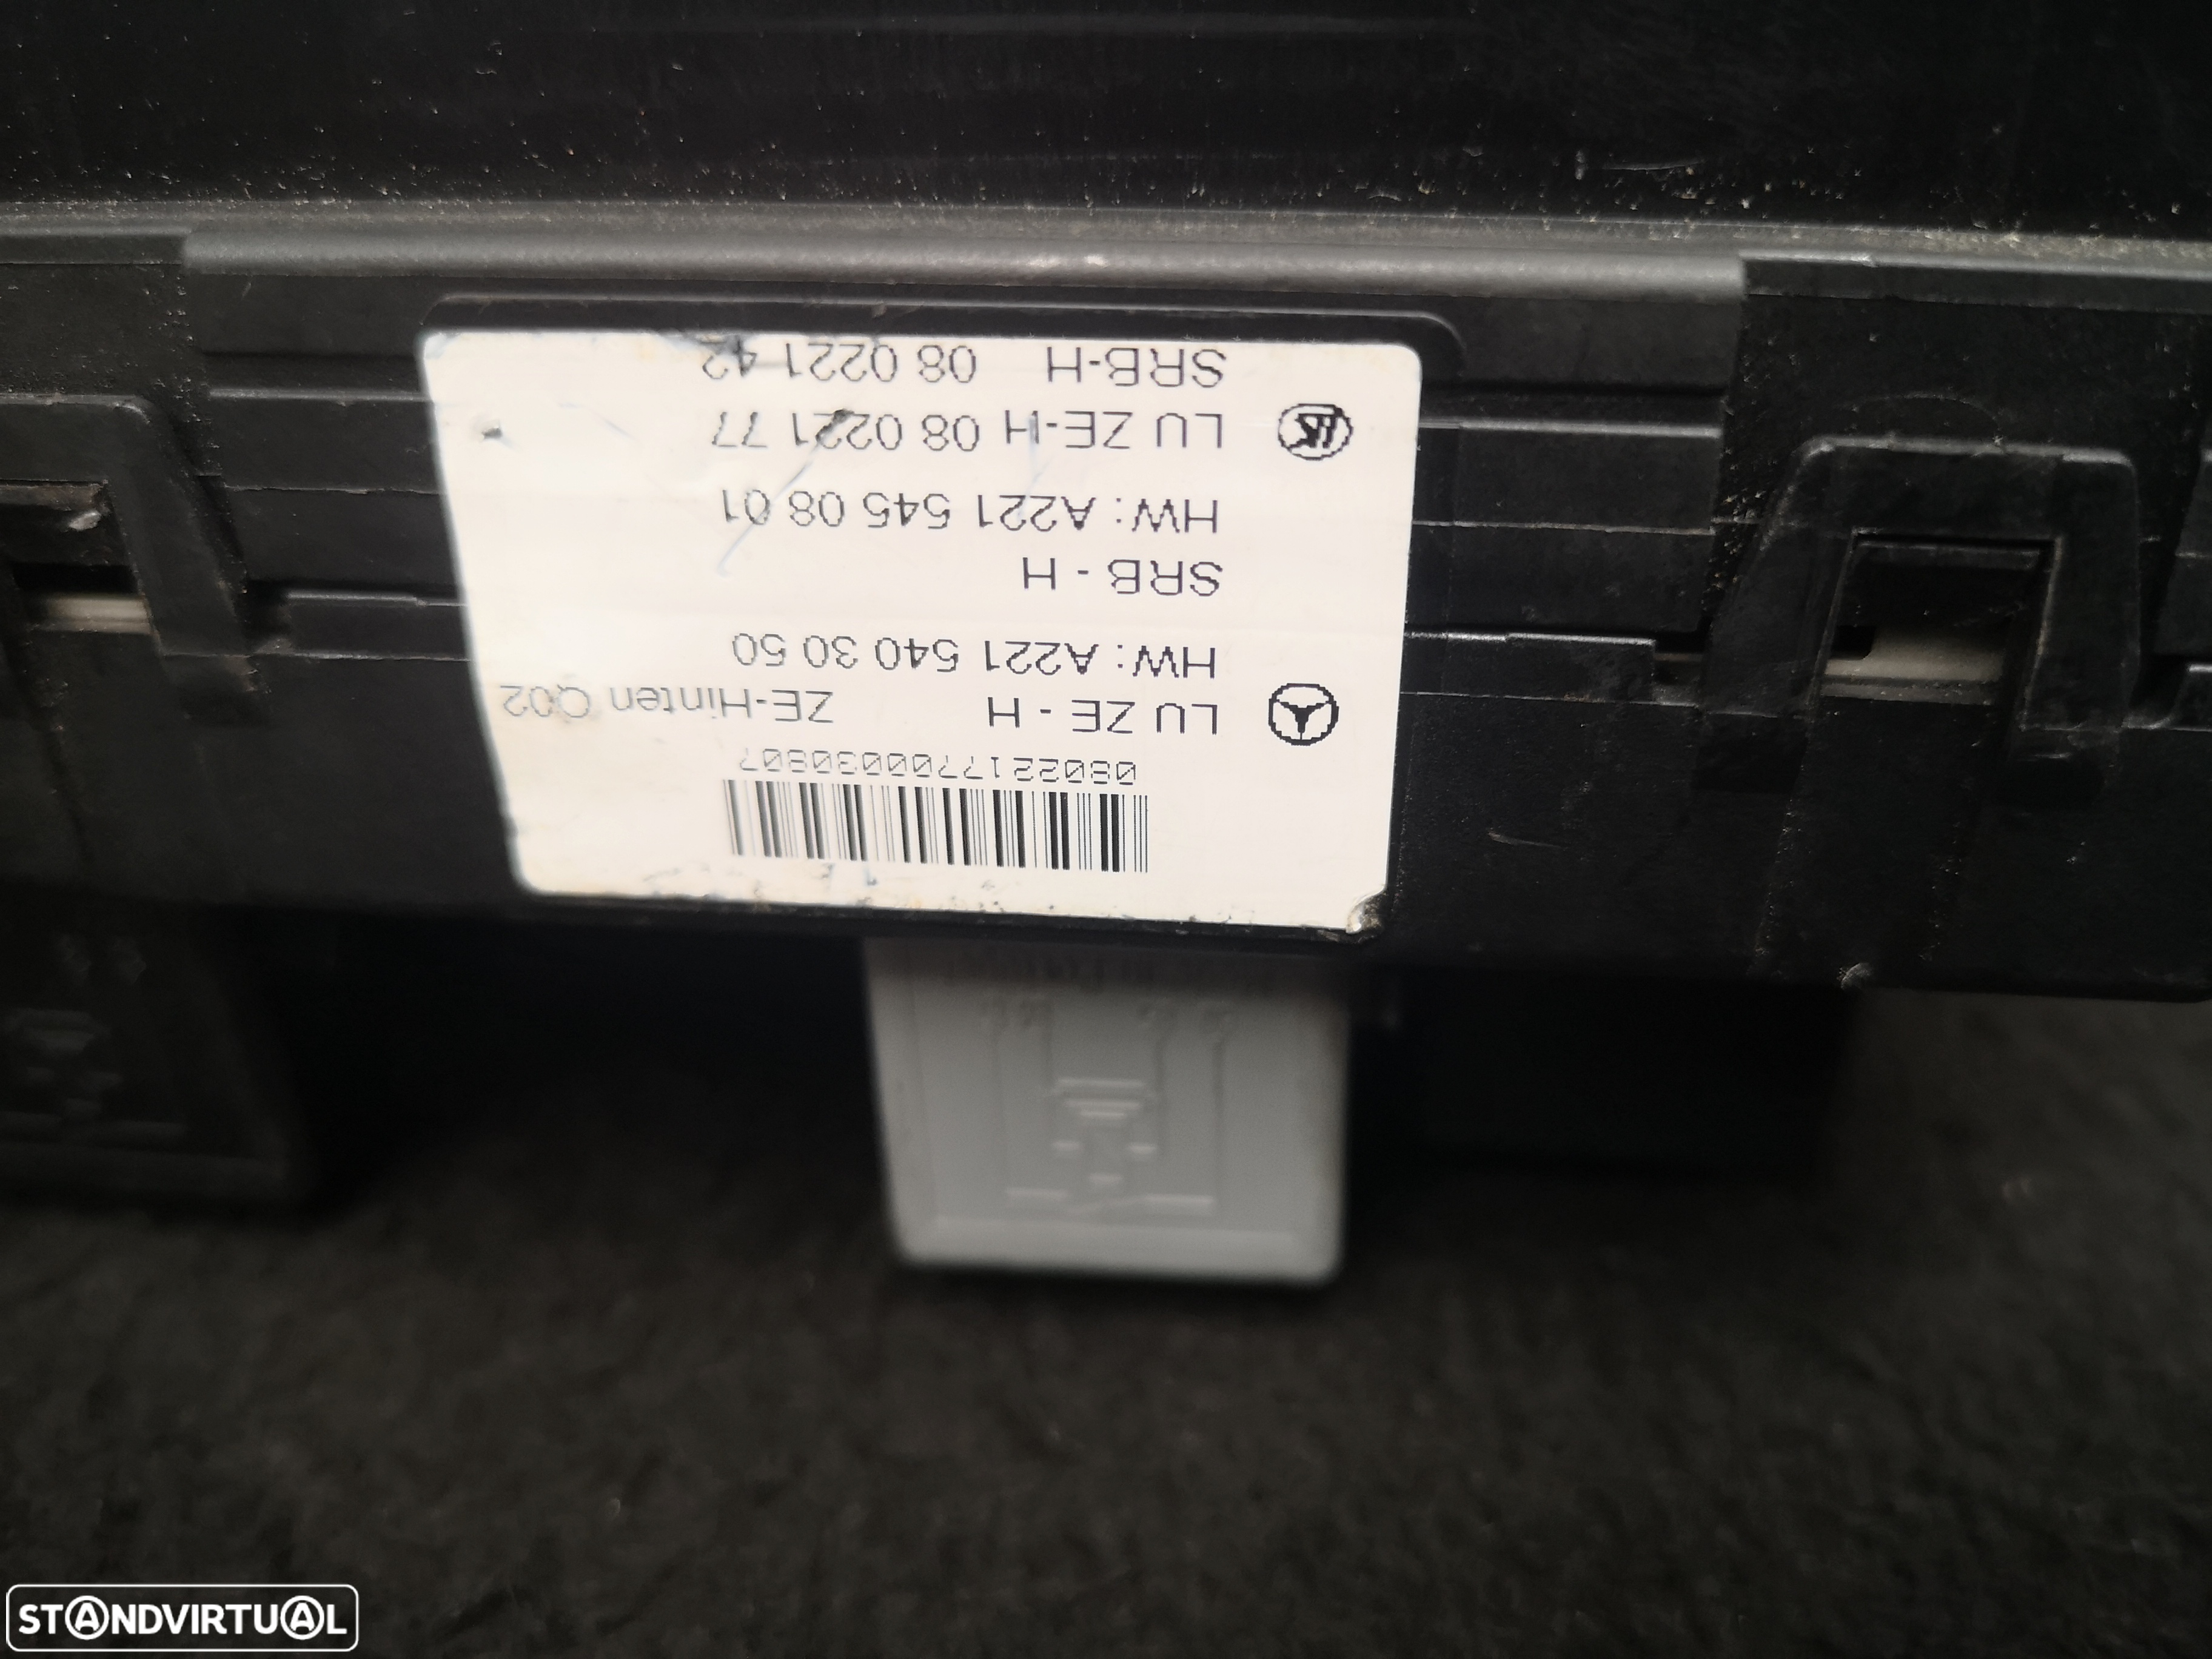 08022177000030807
LU ZE - H ZE-Hinten Q02
HW: A221 540 30 50
SRB - H
HW: A221 545 08 01
LU ZE-H 08 0221 77
SRB-H 08 0221 42
STANDVIRTUAL